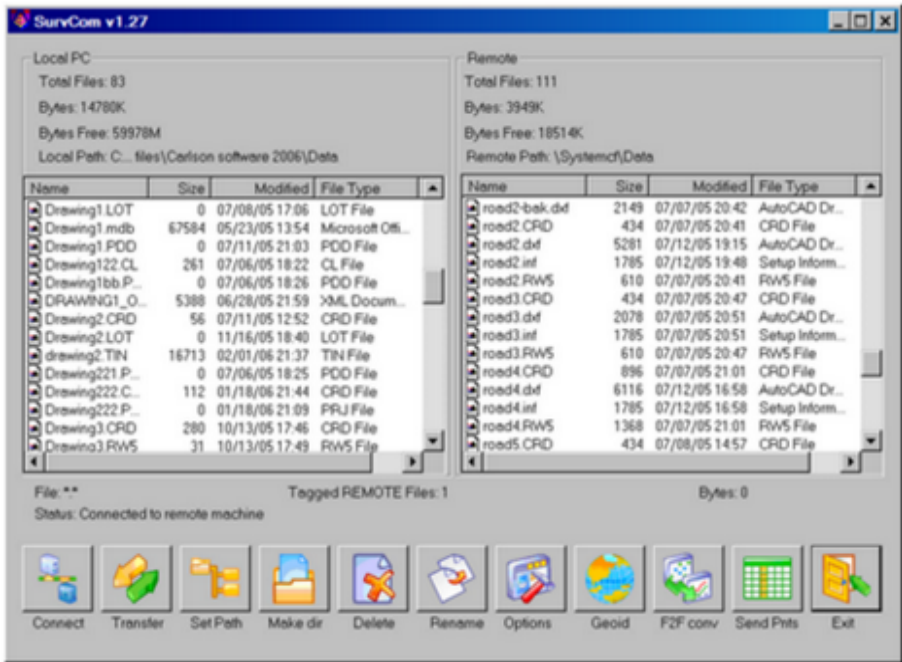 SurvCom v1.27
Local PC
Total Files: 83
Bytes: 14780K
Bytes Free: 59978M
Local Path: C:... files\Carlson software 2006\Data
Name Size Modified File Type
Drawing1.LOT 0 07/08/05 17:06 LOT File
Drawing1.mdb 67584 05/23/05 13:54 Microsoft Offi...
Drawing1.PDD 0 07/11/05 21:03 PDD File
Drawing122.CL 261 07/06/05 18:22 CL File
Drawing1bb.P... 0 07/06/05 18:26 PDD File
DRAWING1_O... 5388 06/28/05 21:59 XML Docum...
Drawing2.CRD 56 07/11/05 12:52 CRD File
Drawing2.LOT 0 11/16/05 18:40 LOT File
drawing2.TIN 16713 02/01/06 21:37 TIN File
Drawing221.P... 0 07/06/05 18:25 PDD File
Drawing222.C... 112 01/18/06 21:44 CRD File
Drawing222.P... 0 01/18/06 21:09 PRJ File
Drawing3.CRD 280 10/13/05 17:46 CRD File
Drawing3.RW5 31 10/13/05 17:49 RW5 File
Remote
Total Files: 111
Bytes: 3949K
Bytes Free: 18514K
Remote Path: \Systemcf\Data
Name Size Modified File Type
road2-bak.dxf 2149 07/07/05 20:42 AutoCAD Dr...
road2.CRD 434 07/07/05 20:41 CRD File
road2.dxf 5281 07/12/05 19:15 AutoCAD Dr...
road2.inf 1785 07/12/05 19:48 Setup Inform...
road2.RW5 610 07/07/05 20:41 RW5 File
road3.CRD 434 07/07/05 20:47 CRD File
road3.dxf 2078 07/07/05 20:51 AutoCAD Dr...
road3.inf 1785 07/07/05 20:51 Setup Inform...
road3.RW5 610 07/07/05 20:47 RW5 File
road4.CRD 896 07/07/05 21:01 CRD File
road4.dxf 6116 07/12/05 16:58 AutoCAD Dr...
road4.inf 1785 07/12/05 16:58 Setup Inform...
road4.RW5 1368 07/07/05 21:01 RW5 File
road5.CRD 434 07/08/05 14:57 CRD File
File: *.* Tagged REMOTE Files: 1 Bytes: 0
Status: Connected to remote machine
Connect Transfer Set Path Make dir Delete Rename Options Geoid F2F conv Send Pnts Exit